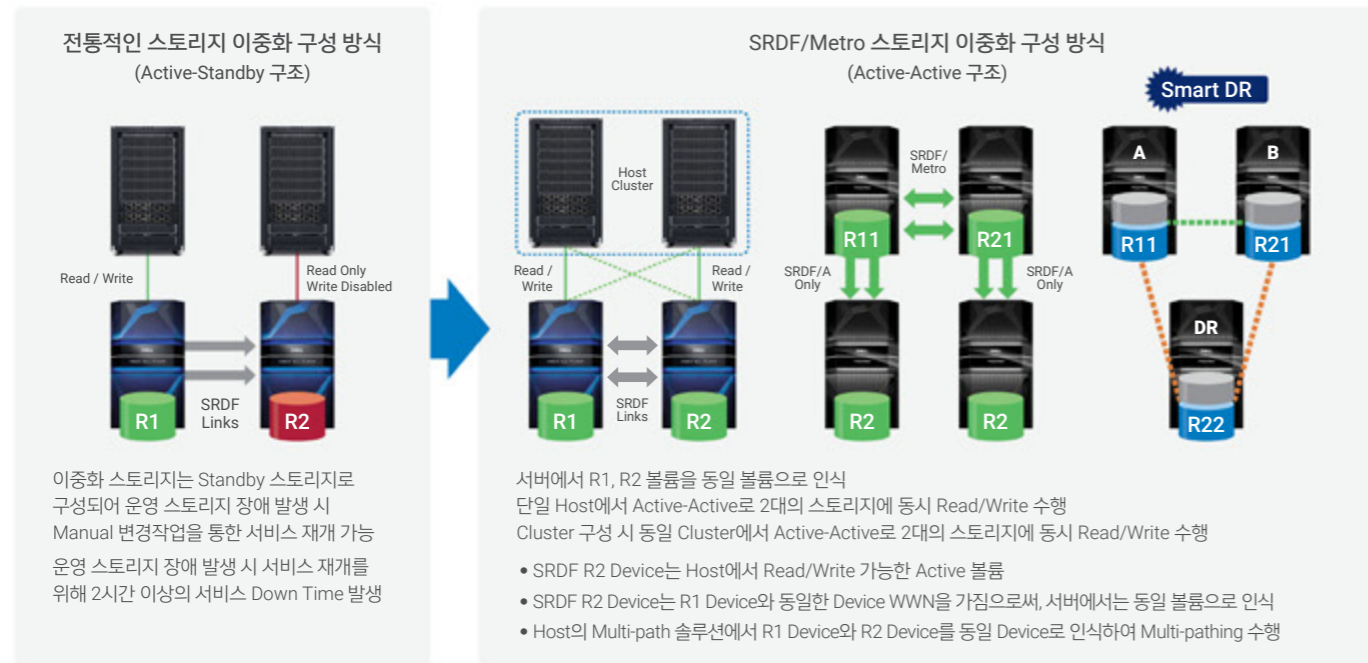 전통적인 스토리지 이중화 구성 방식
(Active-Standby 구조)
Read / Write
Read Only
Write Disabled
SRDF
Links
R1
R2
이중화 스토리지는 Standby 스토리지로
구성되어 운영 스토리지 장애 발생 시
Manual 변경작업을 통한 서비스 재개 가능
운영 스토리지 장애 발생 시 서비스 재개를
위해 2시간 이상의 서비스 Down Time 발생
SRDF/Metro 스토리지 이중화 구성 방식
(Active-Active 구조)
Host
Cluster
Read /
Write
Read /
Write
SRDF
Links
R1
R2
SRDF/
Metro
R11
R21
SRDF/A
Only
SRDF/A
Only
R2
R2
Smart DR
A
B
R11
R21
DR
R22
서버에서 R1, R2 볼륨을 동일 볼륨으로 인식
단일 Host에서 Active-Active로 2대의 스토리지에 동시 Read/Write 수행
Cluster 구성 시 동일 Cluster에서 Active-Active로 2대의 스토리지에 동시 Read/Write 수행
• SRDF R2 Device는 Host에서 Read/Write 가능한 Active 볼륨
• SRDF R2 Device는 R1 Device와 동일한 Device WWN을 가짐으로써, 서버에서는 동일 볼륨으로 인식
• Host의 Multi-path 솔루션에서 R1 Device와 R2 Device를 동일 Device로 인식하여 Multi-pathing 수행